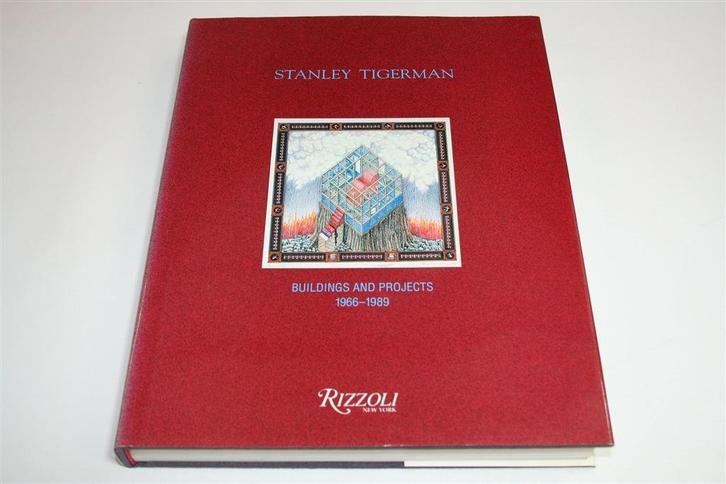 STANLEY TIGERMAN
BUILDINGS AND PROJECTS
1966–1989
RIZZOLI
NEW YORK